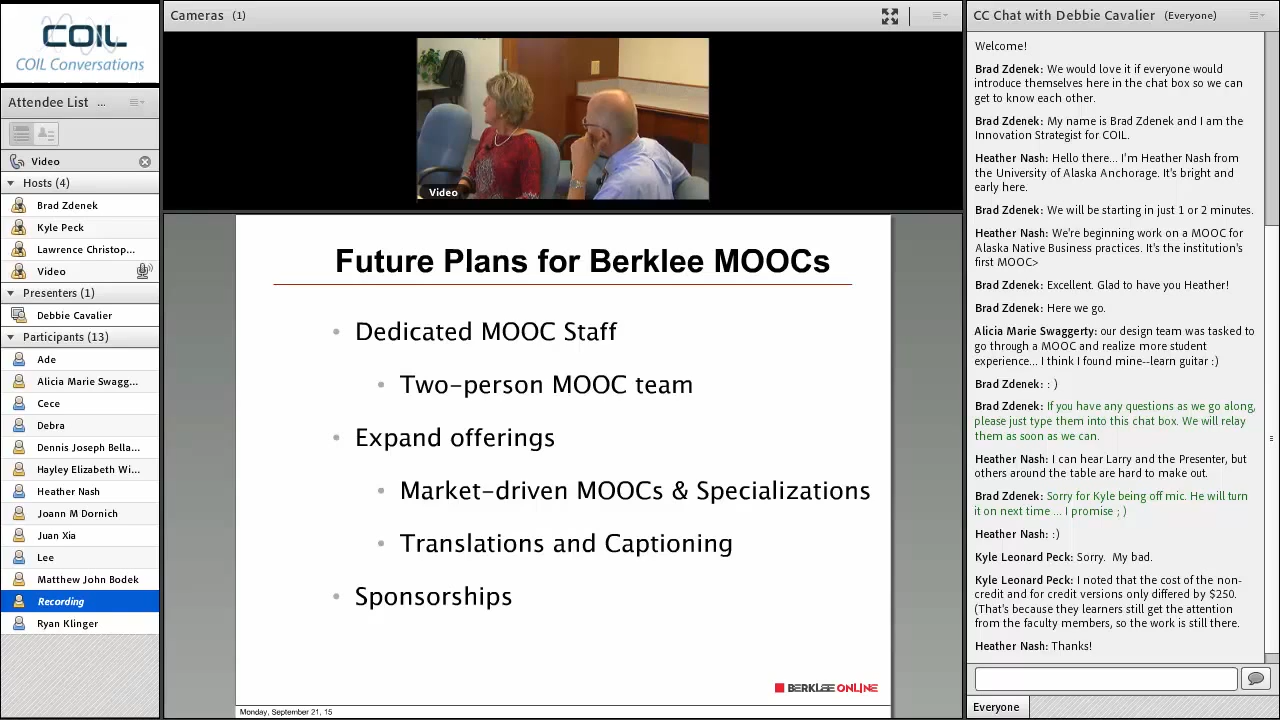 COIL
COIL Conversations
Attendee List ...
Video
Hosts (4)
Brad Zdenek
Kyle Peck
Lawrence Christop...
Video
Presenters (1)
Debbie Cavalier
Participants (13)
Ade
Alicia Marie Swagg...
Cece
Debra
Dennis Joseph Bella...
Hayley Elizabeth Wi...
Heather Nash
Joann M Dornich
Juan Xia
Lee
Matthew John Bodek
Recording
Ryan Klinger
Cameras (1)
Video
Future Plans for Berklee MOOCs
• Dedicated MOOC Staff
• Two-person MOOC team
• Expand offerings
• Market-driven MOOCs & Specializations
• Translations and Captioning
• Sponsorships
BERKLEE ONLINE
Monday, September 21, 15
CC Chat with Debbie Cavalier (Everyone)
Welcome!
Brad Zdenek: We would love it if everyone would
introduce themselves here in the chat box so we can
get to know each other.
Brad Zdenek: My name is Brad Zdenek and I am the
Innovation Strategist for COIL.
Heather Nash: Hello there... I'm Heather Nash from
the University of Alaska Anchorage. It's bright and
early here.
Brad Zdenek: We will be starting in just 1 or 2 minutes.
Heather Nash: We're beginning work on a MOOC for
Alaska Native Business practices. It's the institution's
first MOOC>
Brad Zdenek: Excellent. Glad to have you Heather!
Brad Zdenek: Here we go.
Alicia Marie Swaggerty: our design team was tasked to
go through a MOOC and realize more student
experience... I think I found mine--learn guitar :)
Brad Zdenek: : )
Brad Zdenek: If you have any questions as we go along,
please just type them into this chat box. We will relay
them as soon as we can.
Heather Nash: I can hear Larry and the Presenter, but
others around the table are hard to make out.
Brad Zdenek: Sorry for Kyle being off mic. He will turn
it on next time ... I promise ; )
Heather Nash: :)
Kyle Leonard Peck: Sorry. My bad.
Kyle Leonard Peck: I noted that the cost of the non-
credit and for credit versions only differed by $250.
(That's because they learners still get the attention
from the faculty members, so the work is still there.
Heather Nash: Thanks!
Everyone